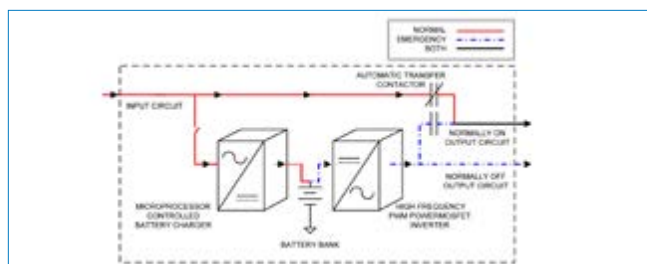 NORMAL
EMERGENCY
BOTH
AUTOMATIC TRANSFER
CONTACTOR
INPUT CIRCUIT
NORMALLY ON
OUTPUT CIRCUIT
NORMALLY OFF
OUTPUT CIRCUIT
MICROPROCESSOR
CONTROLLED
BATTERY CHARGER
HIGH FREQUENCY
PWM POWERMOSFET
INVERTER
BATTERY BANK